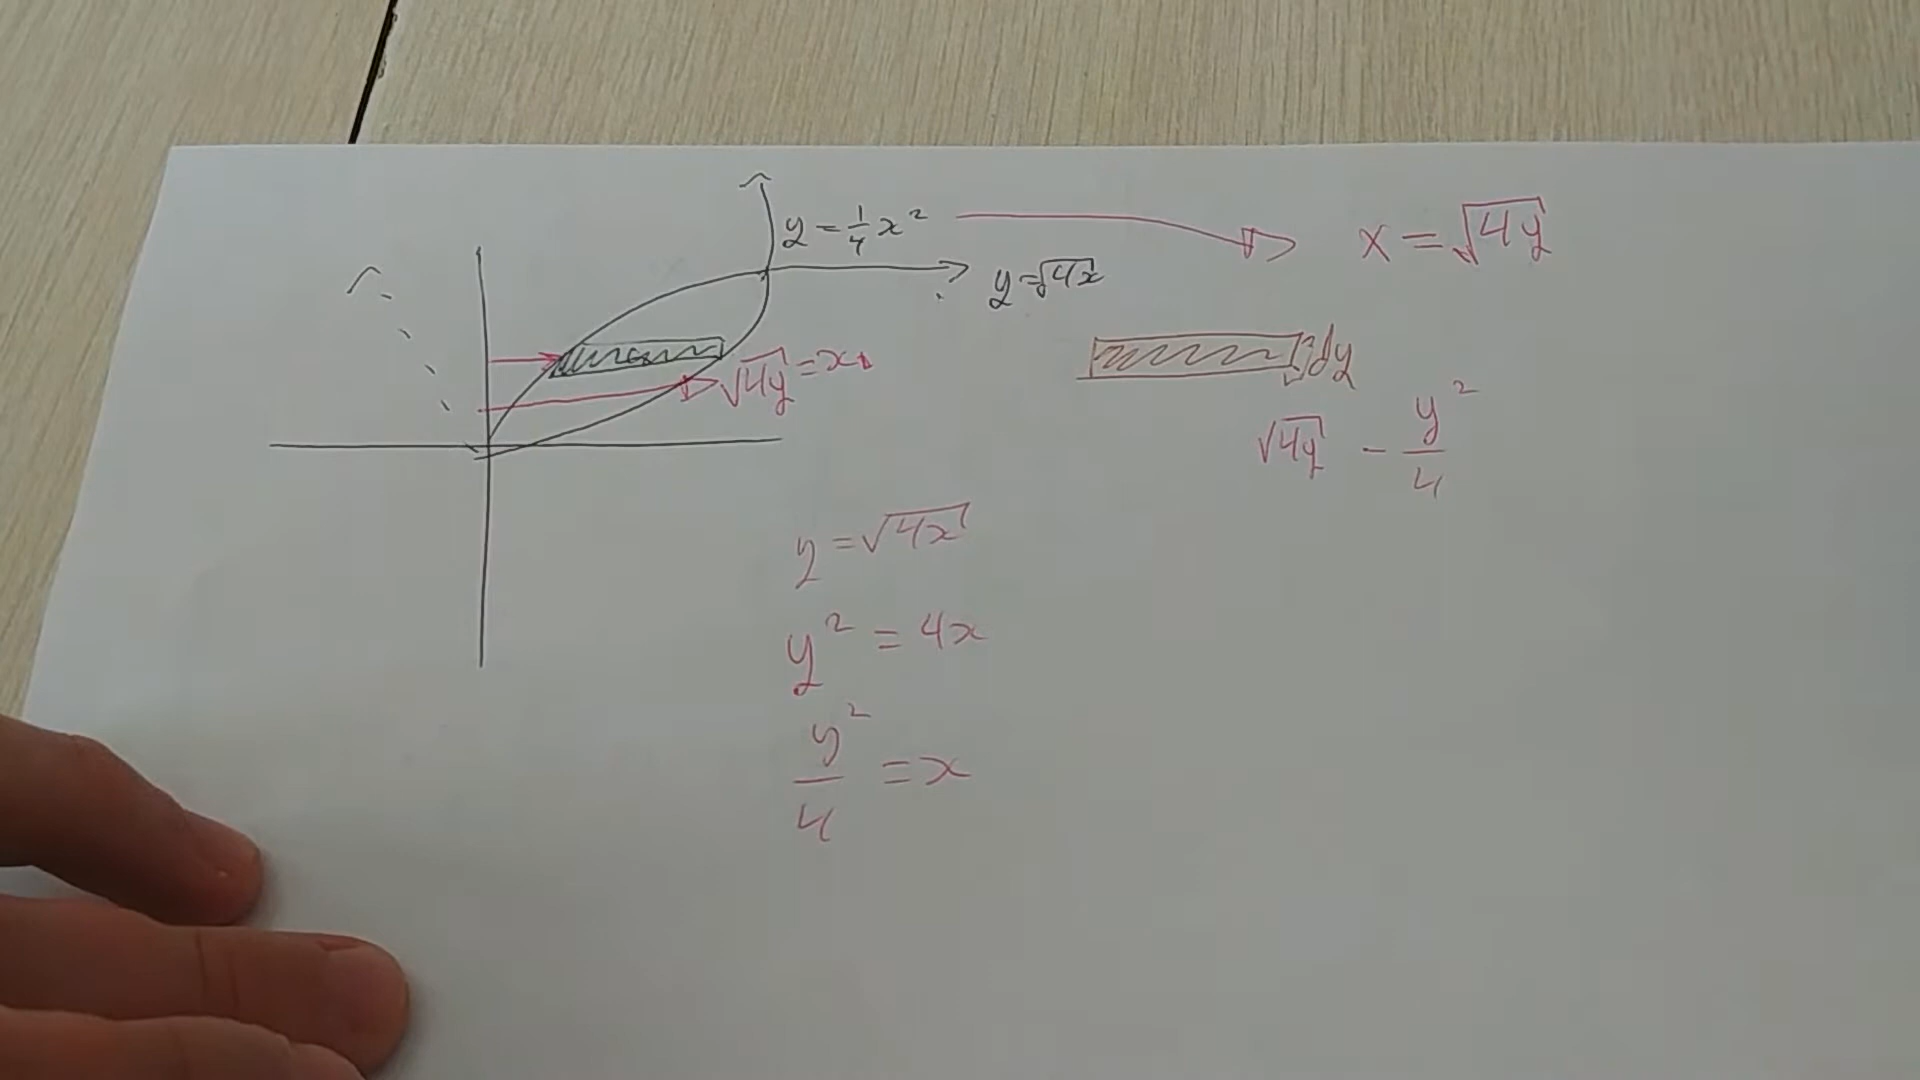 y = 1/4 x²
x = √4y
y = √4x
√4y = x
dy
√4y - y²/4
y = √4x
y² = 4x
y²/4 = x